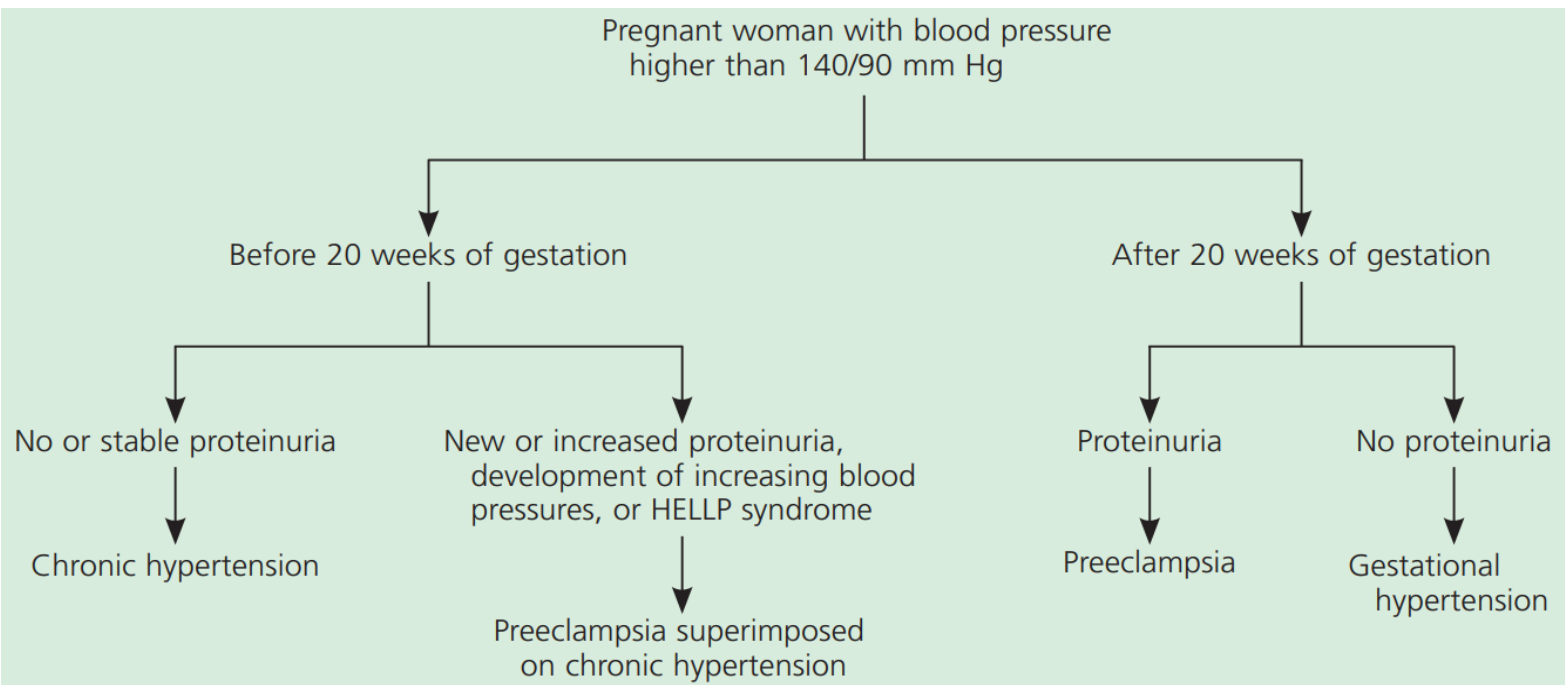 Pregnant woman with blood pressure
higher than 140/90 mm Hg
Before 20 weeks of gestation
After 20 weeks of gestation
No or stable proteinuria
New or increased proteinuria,
development of increasing blood
pressures, or HELLP syndrome
Proteinuria
No proteinuria
Chronic hypertension
Preeclampsia superimposed
on chronic hypertension
Preeclampsia
Gestational
hypertension